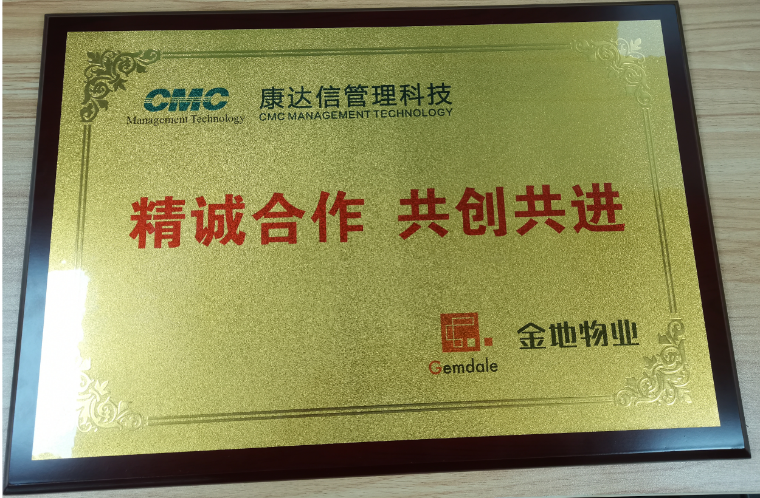 CMC 康达信管理科技
Management Technology CMC MANAGEMENT TECHNOLOGY
精诚合作 共创共进
金地物业
Gemdale